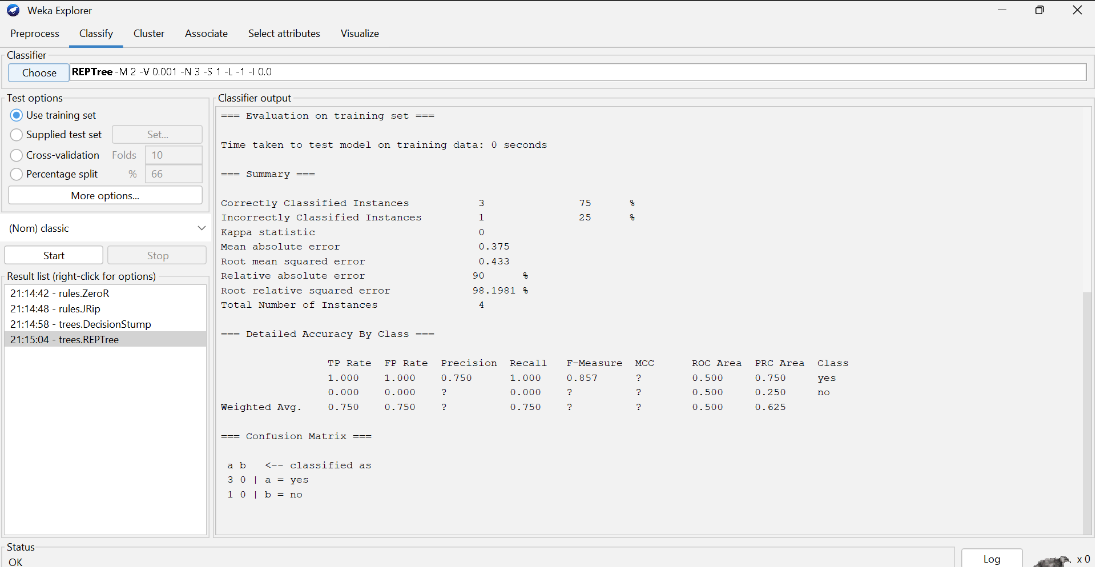 Weka Explorer
Preprocess Classify Cluster Associate Select attributes Visualize
Classifier
Choose REPTree -M 2 -V 0.001 -N 3 -S 1 -L -1 -I 0.0
Test options
Use training set
Supplied test set Set...
Cross-validation Folds 10
Percentage split % 66
More options...
(Nom) classic
Start Stop
Result list (right-click for options)
21:14:42 - rules.ZeroR
21:14:48 - rules.JRip
21:14:58 - trees.DecisionStump
21:15:04 - trees.REPTree
Classifier output
=== Evaluation on training set ===
Time taken to test model on training data: 0 seconds
=== Summary ===
Correctly Classified Instances 3 75 %
Incorrectly Classified Instances 1 25 %
Kappa statistic 0
Mean absolute error 0.375
Root mean squared error 0.433
Relative absolute error 90 %
Root relative squared error 98.1981 %
Total Number of Instances 4
=== Detailed Accuracy By Class ===
TP Rate FP Rate Precision Recall F-Measure MCC ROC Area PRC Area Class
1.000 1.000 0.750 1.000 0.857 ? 0.500 0.750 yes
0.000 0.000 ? 0.000 ? ? 0.500 0.250 no
Weighted Avg. 0.750 0.750 ? 0.750 ? ? 0.500 0.625
=== Confusion Matrix ===
a b <-- classified as
3 0 | a = yes
1 0 | b = no
Status
OK
Log x 0